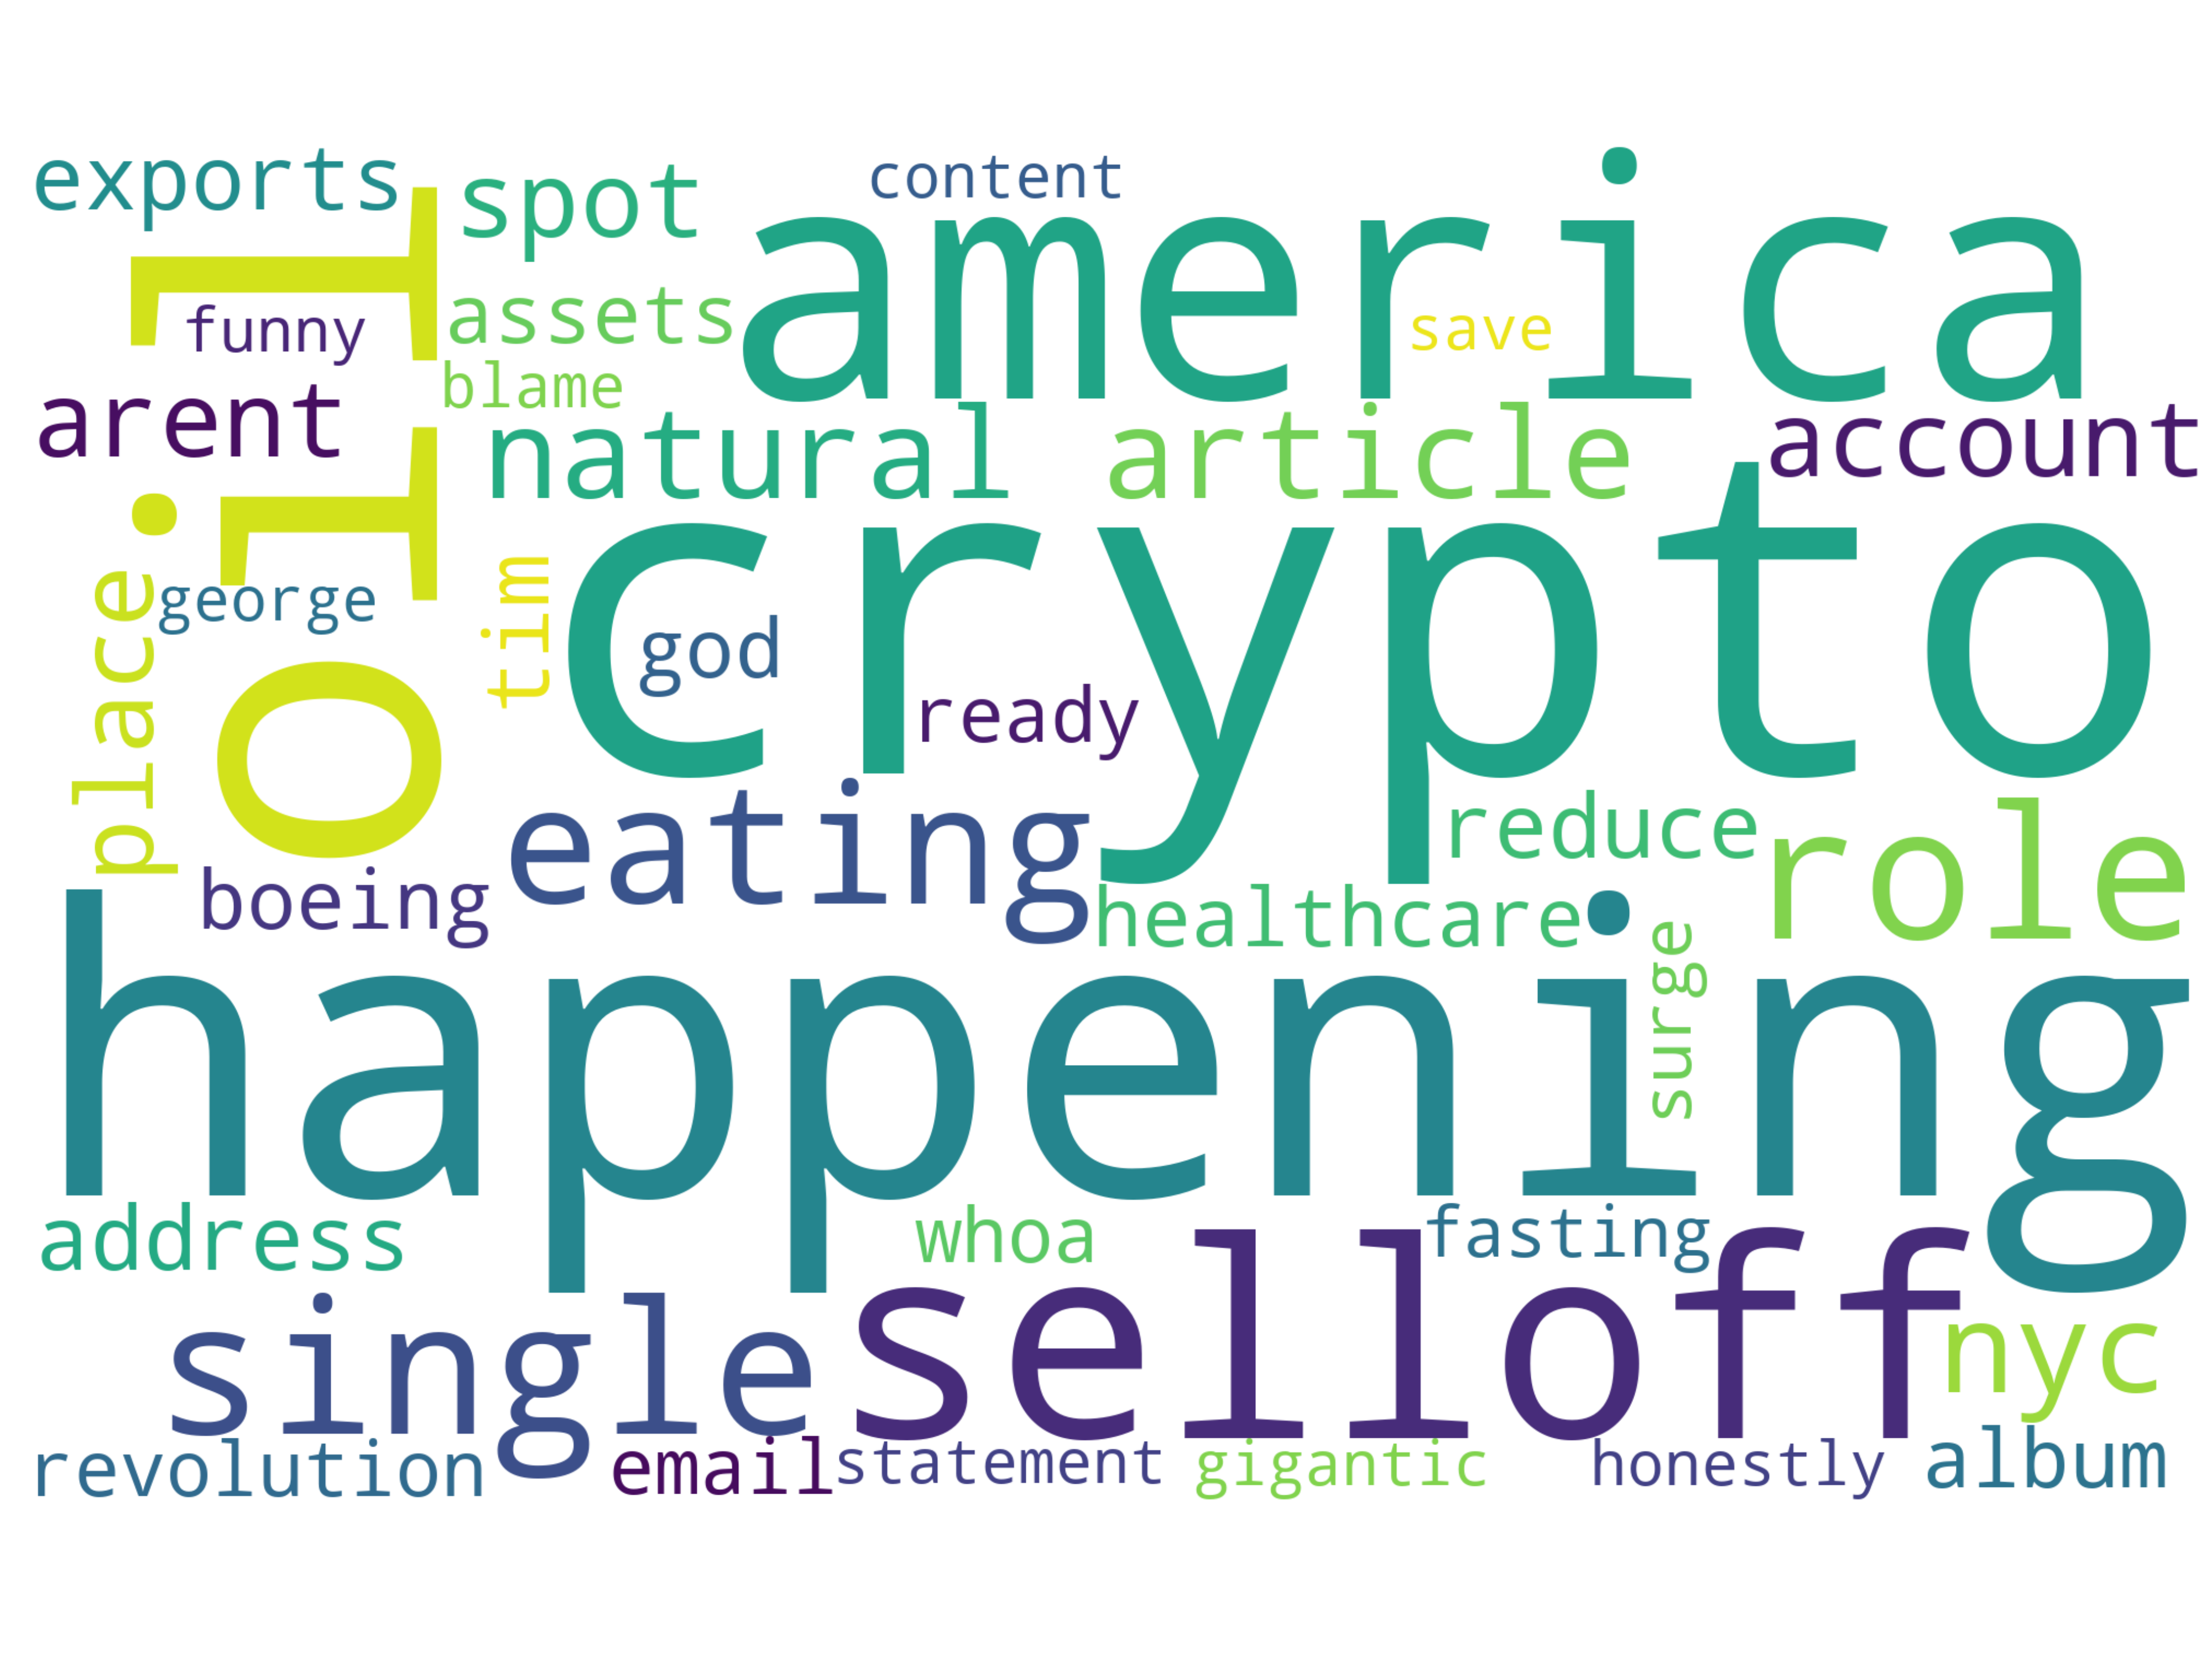 exports
spot
content
america
funny
assets
save
blame
arent
oil
natural
article
account
place
george
tim
crypto
god
ready
eating
reduce
role
boeing
healthcare
surge
happening
address
whoa
fasting
single
selloff
nyc
revolution
email
statement
gigantic
honestly
album